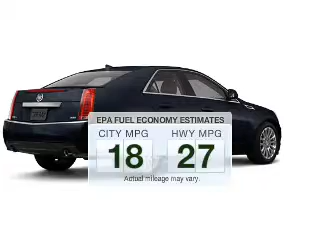 EPA FUEL ECONOMY ESTIMATES
CITY MPG HWY MPG
18 27
Actual mileage may vary.